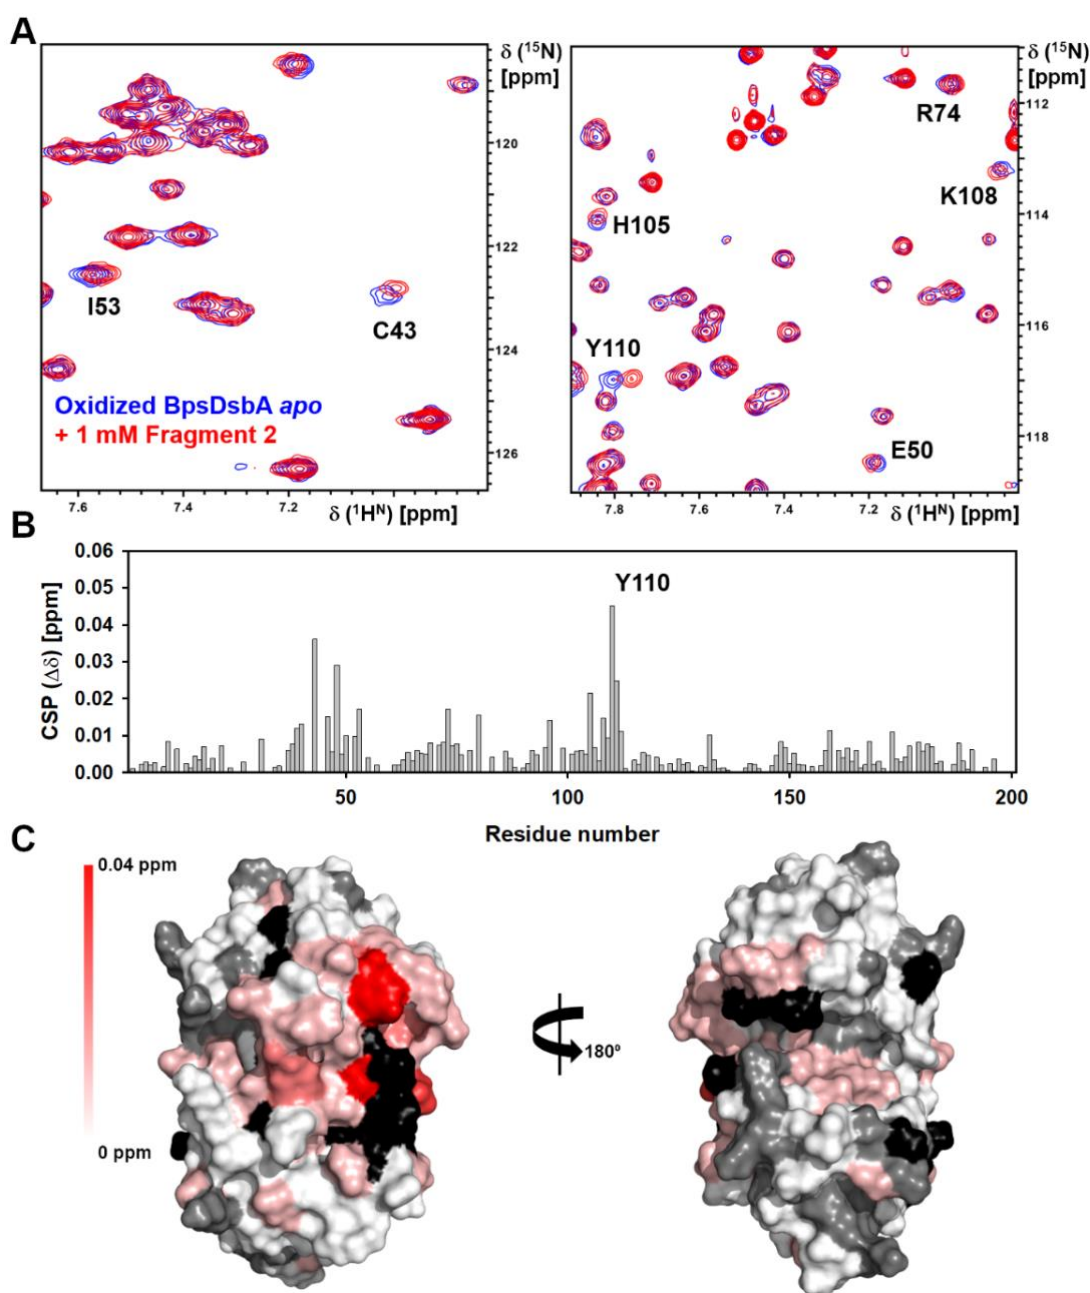 A
δ (¹⁵N)
[ppm]
120
122
124
126
I53
C43
Oxidized BpsDsbA apo
+ 1 mM Fragment 2
7.6
7.4
7.2
δ (¹Hᴺ) [ppm]
δ (¹⁵N)
[ppm]
112
114
116
118
R74
K108
H105
Y110
E50
7.8
7.6
7.4
7.2
δ (¹Hᴺ) [ppm]
B
CSP (Δδ) [ppm]
0.06
0.05
0.04
0.03
0.02
0.01
0.00
Y110
50
100
150
200
Residue number
C
0.04 ppm
0 ppm
180º